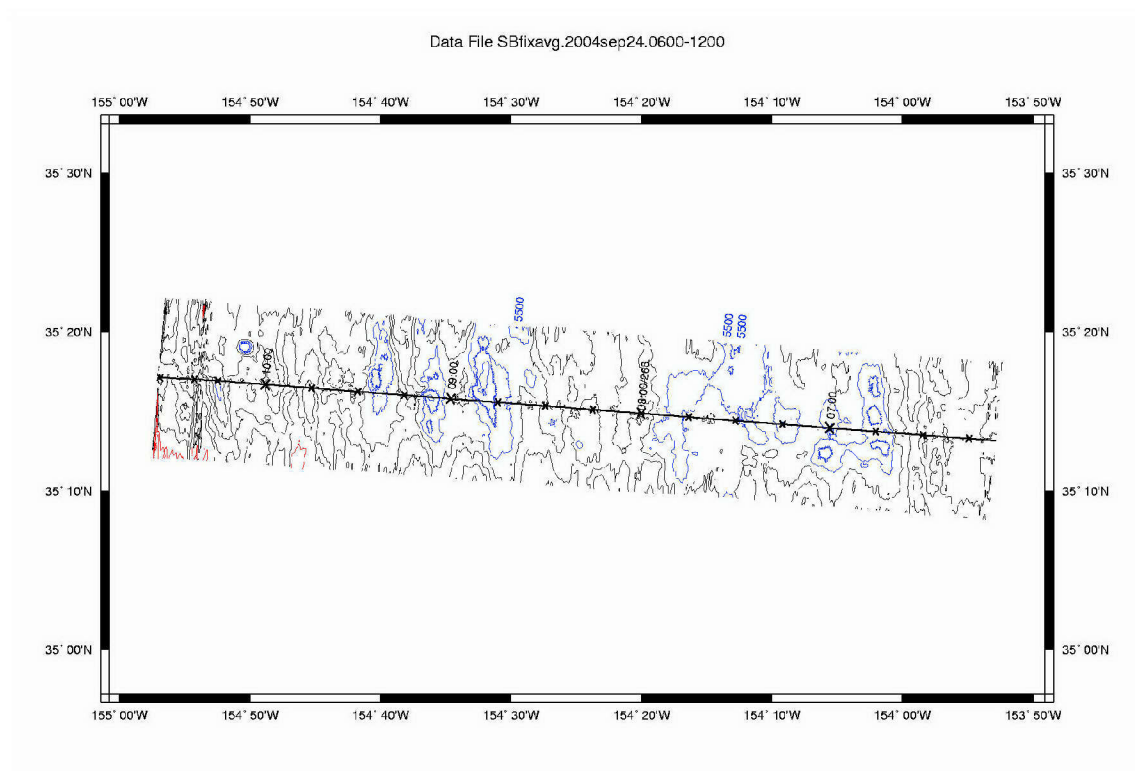 Data File SBfixavg.2004sep24.0600-1200
155° 00'W 154° 50'W 154° 40'W 154° 30'W 154° 20'W 154° 10'W 154° 00'W 153° 50'W
35° 30'N 35° 30'N
5500 5500 5500
35° 20'N 35° 20'N
10:00 09:00 08:00/268 07:00
35° 10'N 35° 10'N
35° 00'N 35° 00'N
155° 00'W 154° 50'W 154° 40'W 154° 30'W 154° 20'W 154° 10'W 154° 00'W 153° 50'W